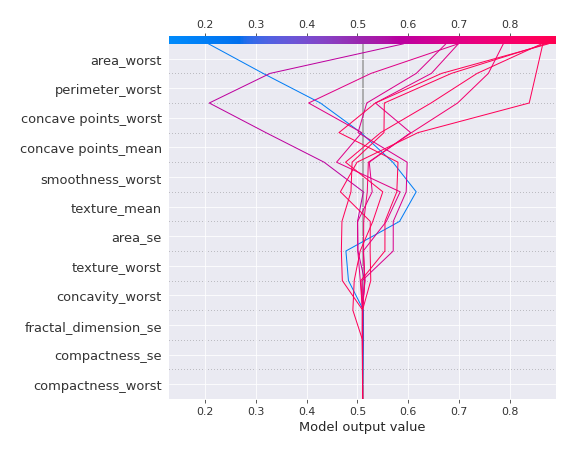 0.2 0.3 0.4 0.5 0.6 0.7 0.8
area_worst
perimeter_worst
concave points_worst
concave points_mean
smoothness_worst
texture_mean
area_se
texture_worst
concavity_worst
fractal_dimension_se
compactness_se
compactness_worst
0.2 0.3 0.4 0.5 0.6 0.7 0.8
Model output value